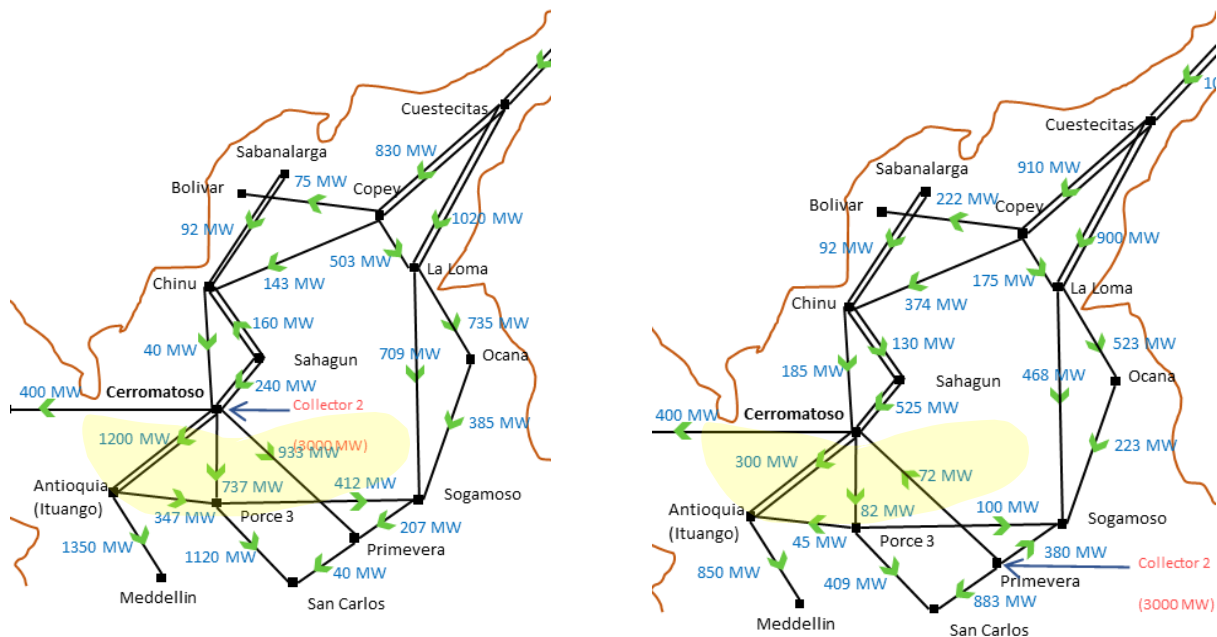 Cuestecitas
Sabanalarga
830 MW
Bolivar
75 MW
Copey
92 MW
1020 MW
503 MW
La Loma
Chinu
143 MW
160 MW
735 MW
40 MW
709 MW
Ocana
Sahagun
400 MW
240 MW
Cerromatoso
Collector 2
385 MW
1200 MW
(3000 MW)
933 MW
737 MW
412 MW
Antioquia
(Ituango)
347 MW
Porce 3
Sogamoso
207 MW
1350 MW
1120 MW
Primevera
40 MW
Meddellin
San Carlos
10
Cuestecitas
910 MW
Sabanalarga
222 MW
Bolivar
Copey
92 MW
900 MW
175 MW
La Loma
Chinu
374 MW
130 MW
523 MW
185 MW
Sahagun
468 MW
Ocana
400 MW
525 MW
Cerromatoso
300 MW
223 MW
72 MW
Antioquia
(Ituango)
82 MW
100 MW
Sogamoso
45 MW
Porce 3
380 MW
850 MW
409 MW
Primevera
Collector 2
883 MW
(3000 MW)
Meddellin
San Carlos